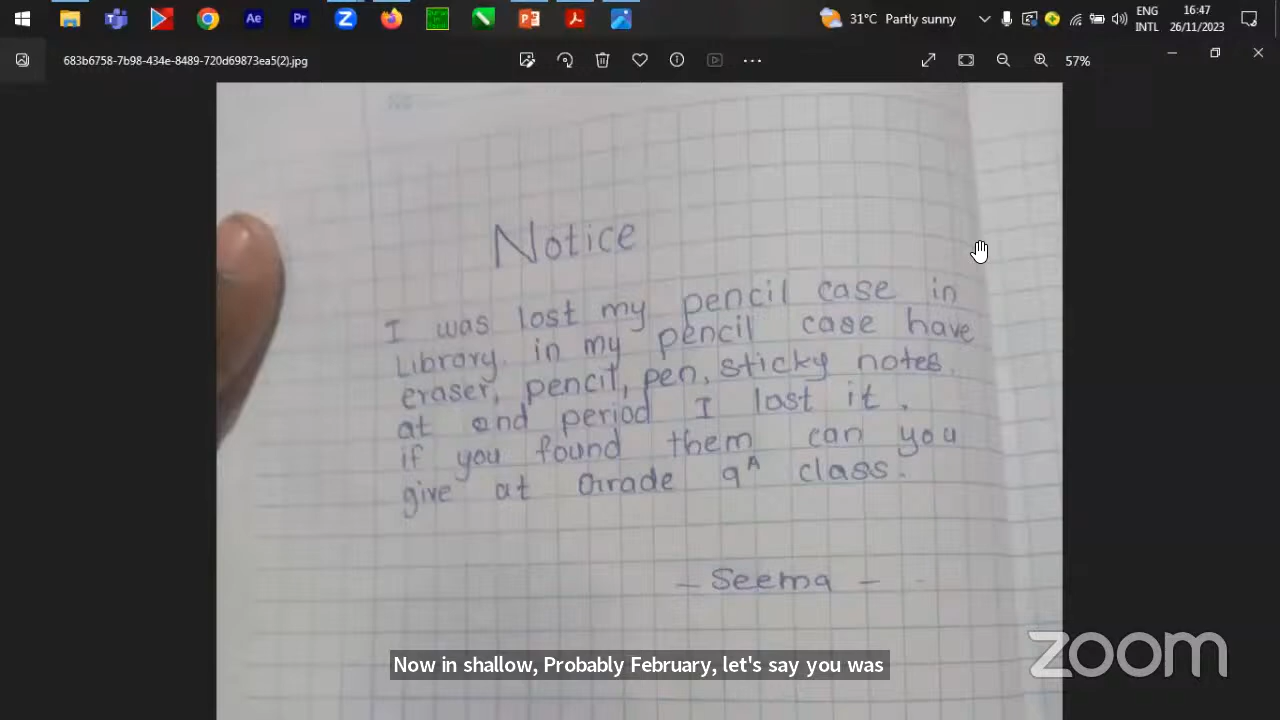 Ae
Pr
31°C Partly sunny
ENG
INTL
16:47
26/11/2023
683b6758-7b98-434e-8489-720d69873ea5(2).jpg
57%
Notice
I was lost my pencil case in
Library. in my pencil case have
eraser, pencil, pen, sticky notes.
at end period I lost it.
if you found them can you
give at Grade 9A class.
- Seema -
Now in shallow, Probably February, let's say you was
zoom